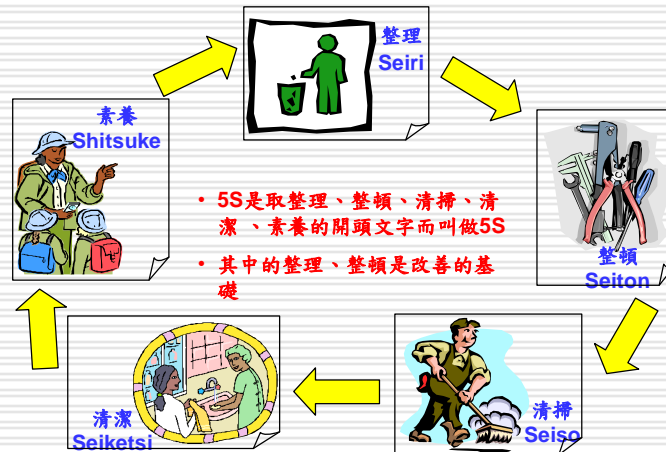 整理
Seiri
整頓
Seiton
清掃
Seiso
清潔
Seiketsi
素養
Shitsuke
• 5S是取整理、整頓、清掃、清
潔 、素養的開頭文字而叫做5S
• 其中的整理、整頓是改善的基
礎